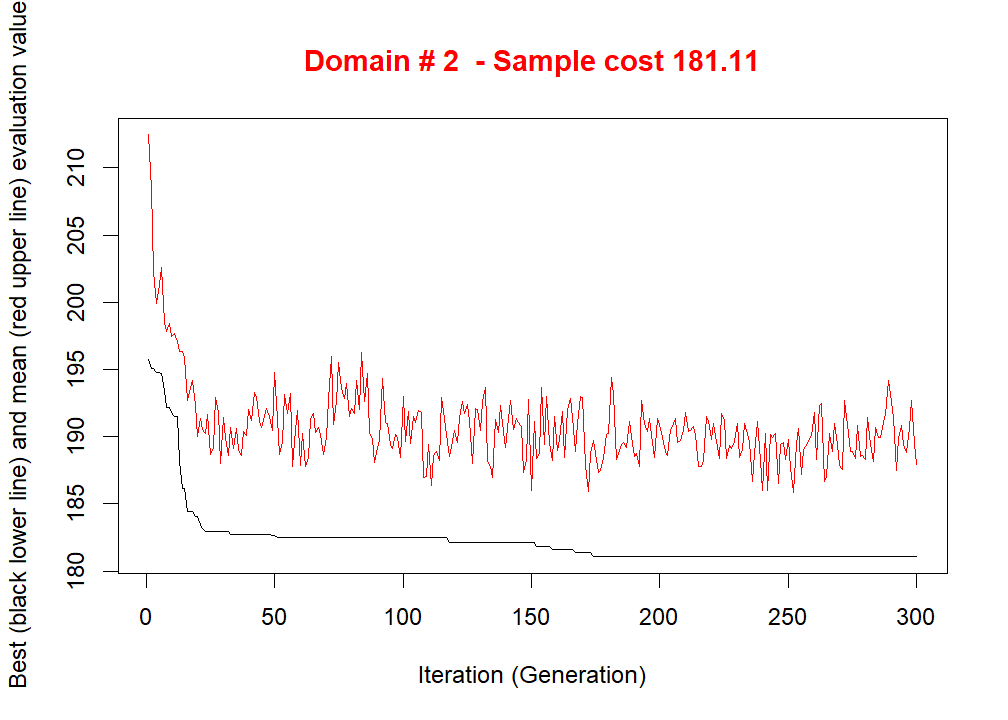 Domain # 2  - Sample cost 181.11
Best (black lower line) and mean (red upper line) evaluation value
210
205
200
195
190
185
180
0 50 100 150 200 250 300
Iteration (Generation)